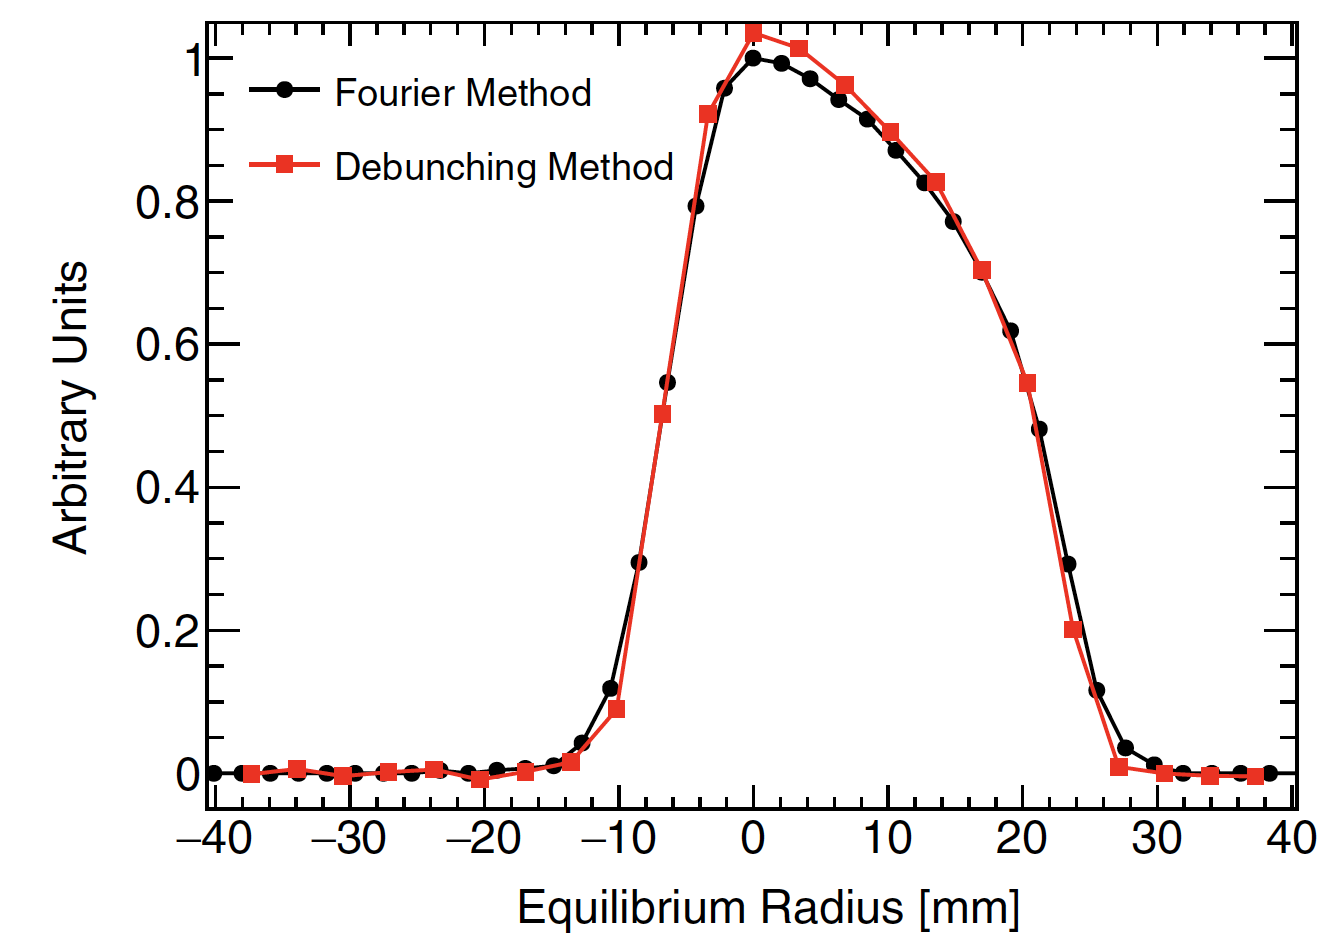 1
0.8
0.6
0.4
0.2
0
Arbitrary Units
Fourier Method
Debunching Method
−40 −30 −20 −10 0 10 20 30 40
Equilibrium Radius [mm]